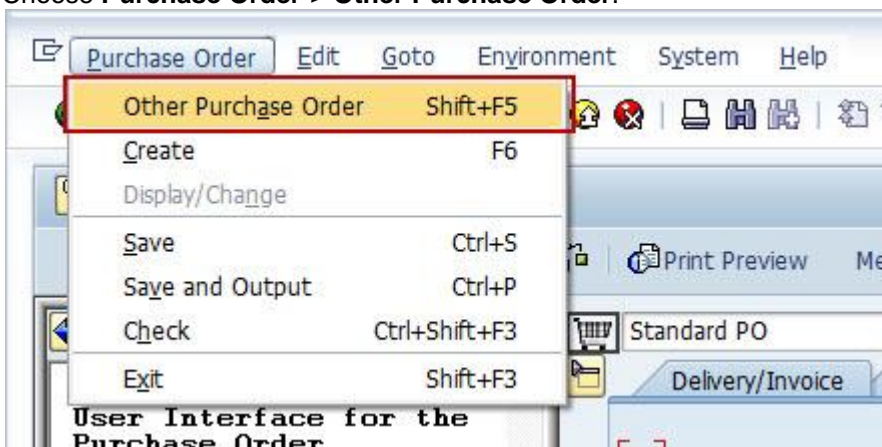 Choose Purchase Order > Other Purchase Order.
Purchase Order Edit Goto Environment System Help
Other Purchase Order Shift+F5
Create F6
Display/Change
Save Ctrl+S
Save and Output Ctrl+P
Print Preview
Check Ctrl+Shift+F3
Standard PO
Exit Shift+F3
Delivery/Invoice
User Interface for the
Purchase Order